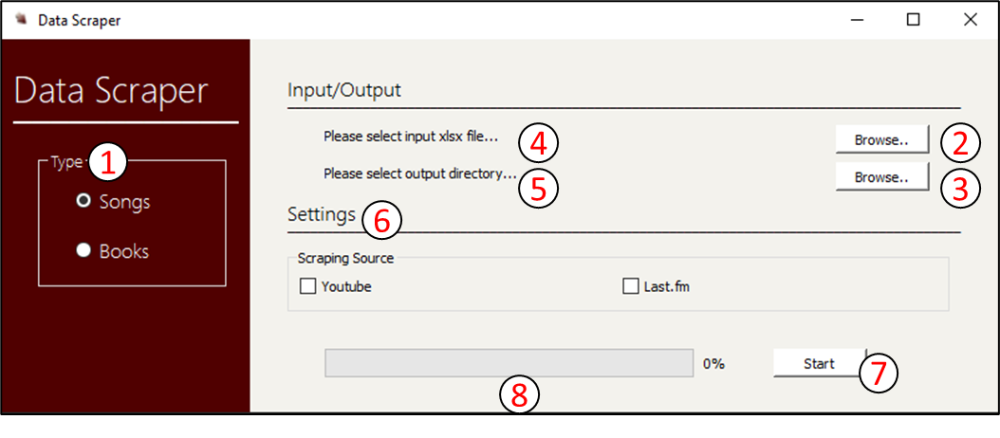 Data Scraper
Data Scraper
Type 1
Songs
Books
Input/Output
Please select input xlsx file... 4 Browse.. 2
Please select output directory... 5 Browse.. 3
Settings 6
Scraping Source
Youtube Last.fm
0% Start 7
8